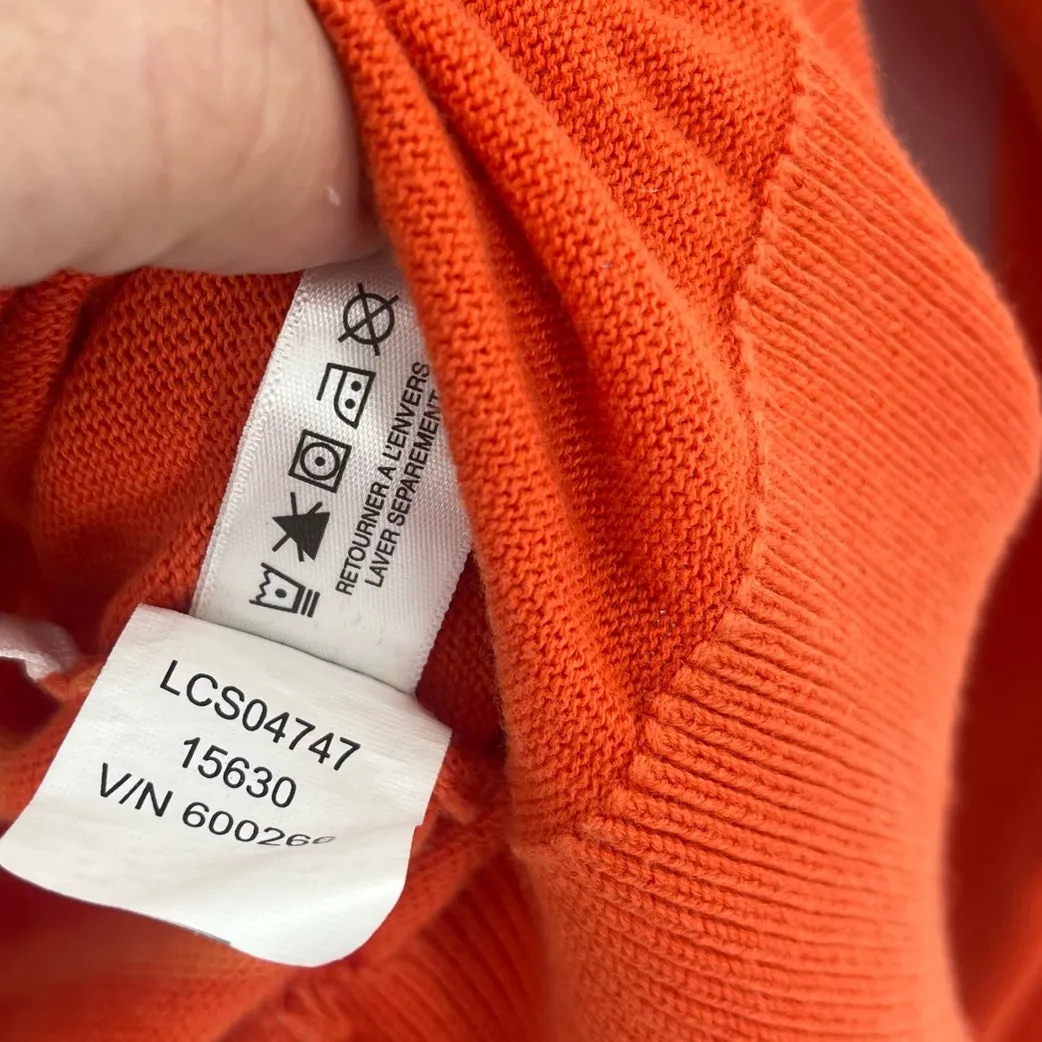 RETOURNER A L'ENVERS
LAVER SEPAREMENT
LCS04747
15630
V/N